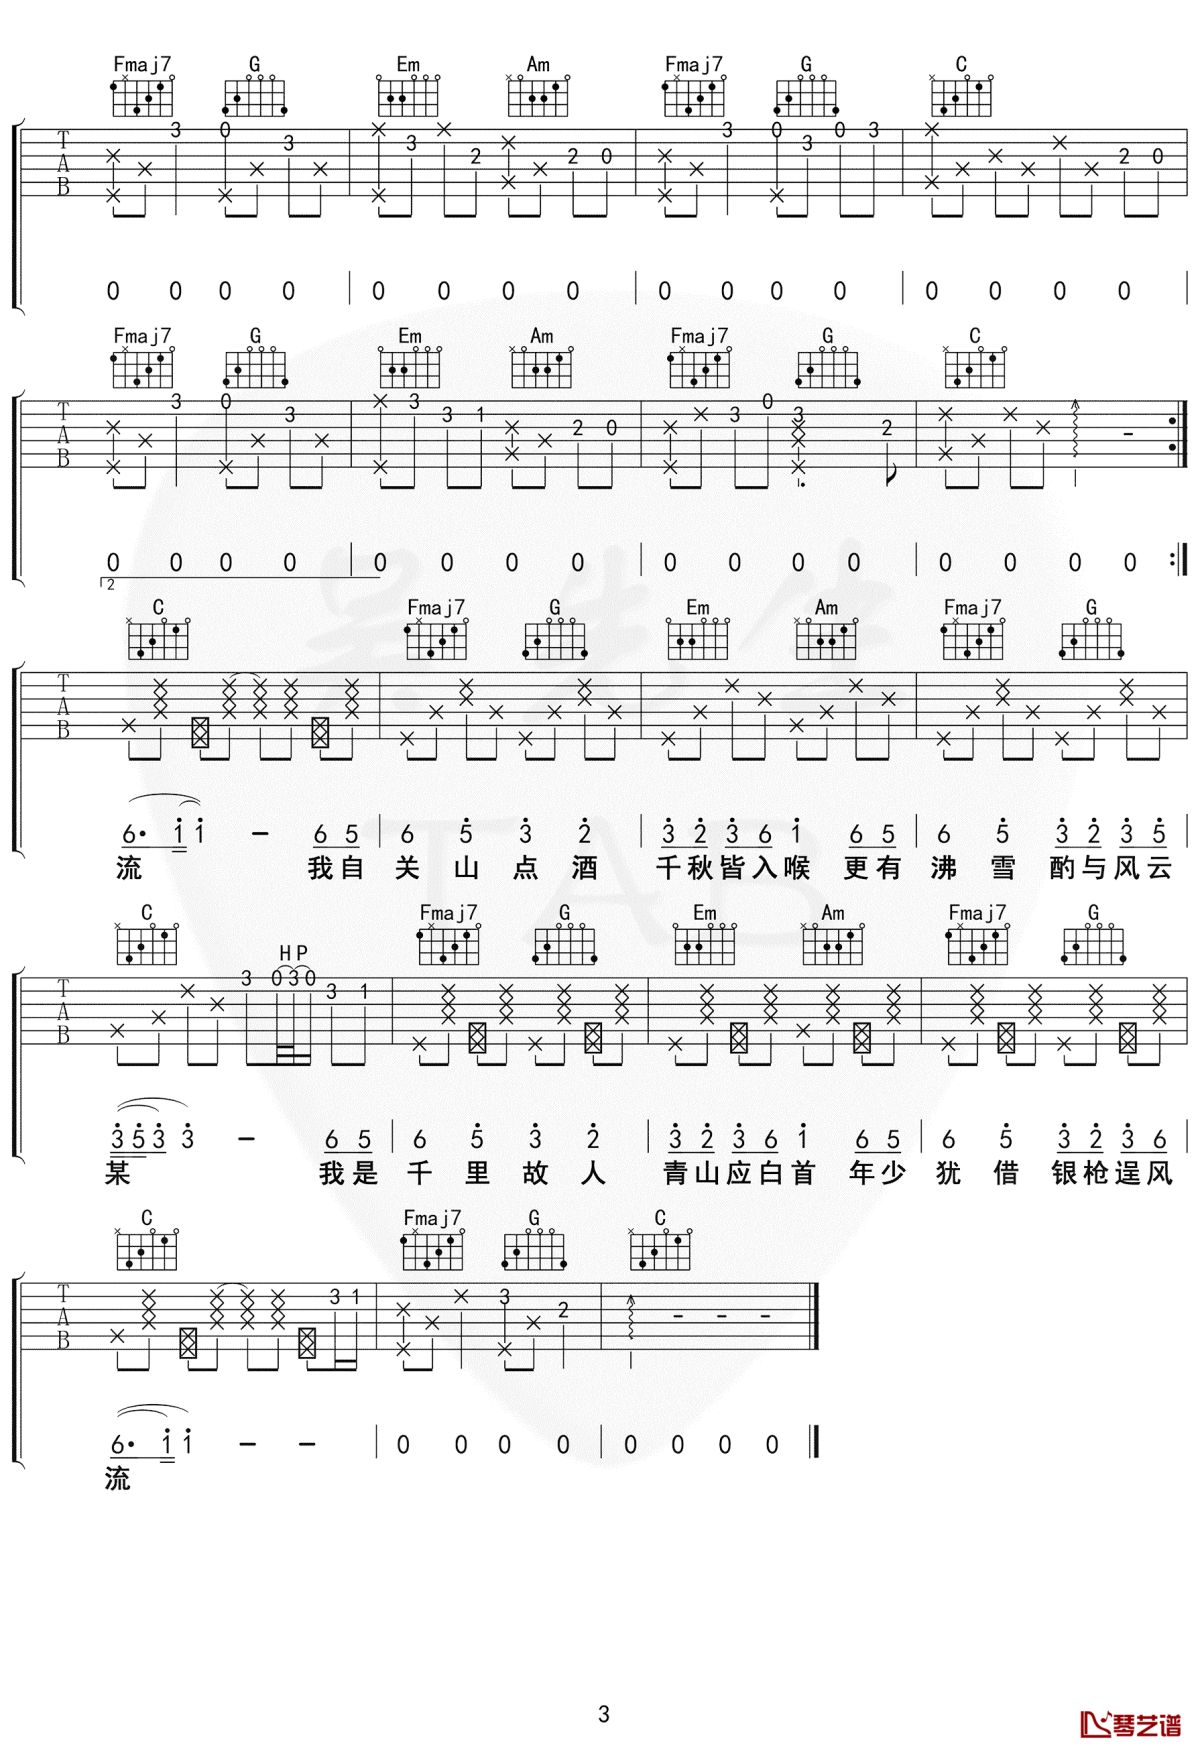 Fmaj7 G Em Am Fmaj7 G C
T 3 0 3 3 2 2 0 3 0 3 0 3 2 0
A
B
0 0 0 0 0 0 0 0 0 0 0 0 0 0 0 0
Fmaj7 G Em Am Fmaj7 G C
T 3 0 3 3 3 1 2 0 3 0 3 2 -
A
B
0 0 0 0 0 0 0 0 0 0 0 0 0 0 0 0
2
C Fmaj7 G Em Am Fmaj7 G
T
A
B
6· i i - 6 5 6 5 3 2 3 2 3 6 1 6 5 6 5 3 2 3 5
流 我自 关 山 点 酒 千秋皆入喉 更有 沸 雪 酌与风云
C Fmaj7 G Em Am Fmaj7 G
H P
T 3 0 3 0 3 1
A
B
3 5 3 3 - 6 5 6 5 3 2 3 2 3 6 1 6 5 6 5 3 2 3 6
某 我是 千 里 故 人 青山应白首 年少 犹 借 银枪逞风
C Fmaj7 G C
T 3 1 3 2 - - -
A
B
6· i i - - 0 0 0 0 0 0 0 0
流
吴先生
TAB
3
琴艺谱